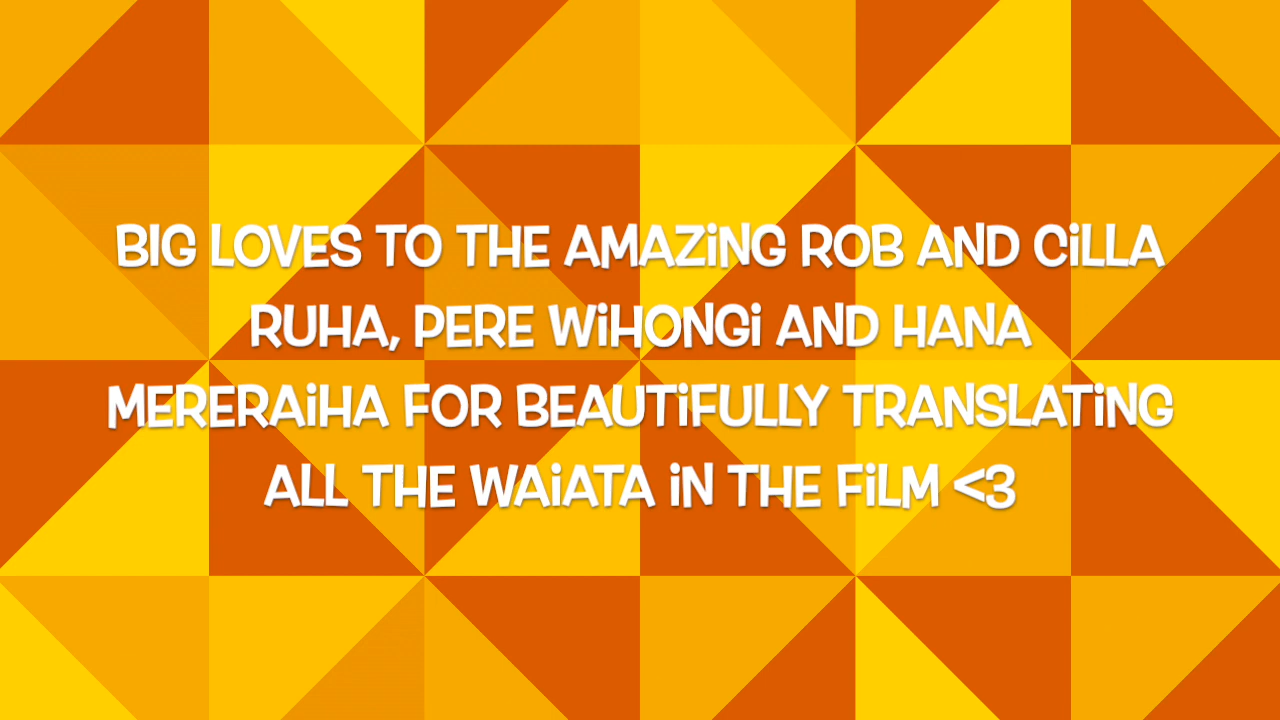 BIG LOVES TO THE AMAZiNG ROB AND CiLLA
RUHA, PERE WiHONGi AND HANA
MERERAiHA FOR BEAUTiFULLY TRANSLATiNG
ALL THE WAiATA iN THE FiLM <3